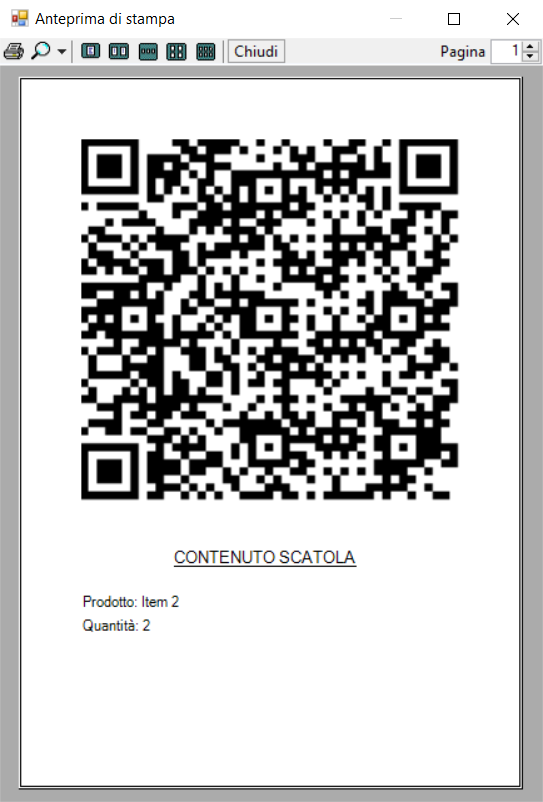 Anteprima di stampa
Chiudi
Pagina 1
CONTENUTO SCATOLA
Prodotto: Item 2
Quantità: 2